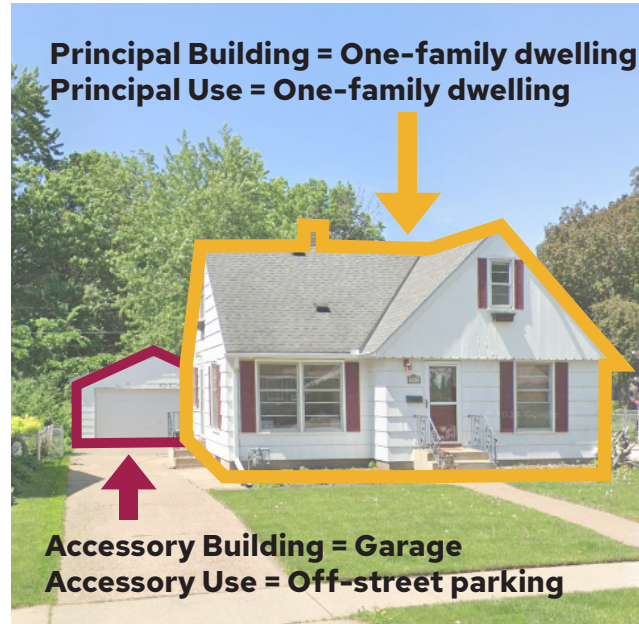 Principal Building = One-family dwelling
Principal Use = One-family dwelling
Accessory Building = Garage
Accessory Use = Off-street parking